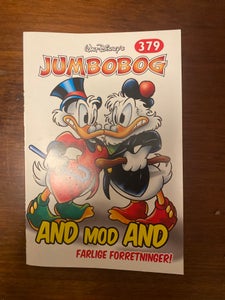 Walt Disney's
379
JUMBOBOG
AND MOD AND
FARLIGE FORRETNINGER!